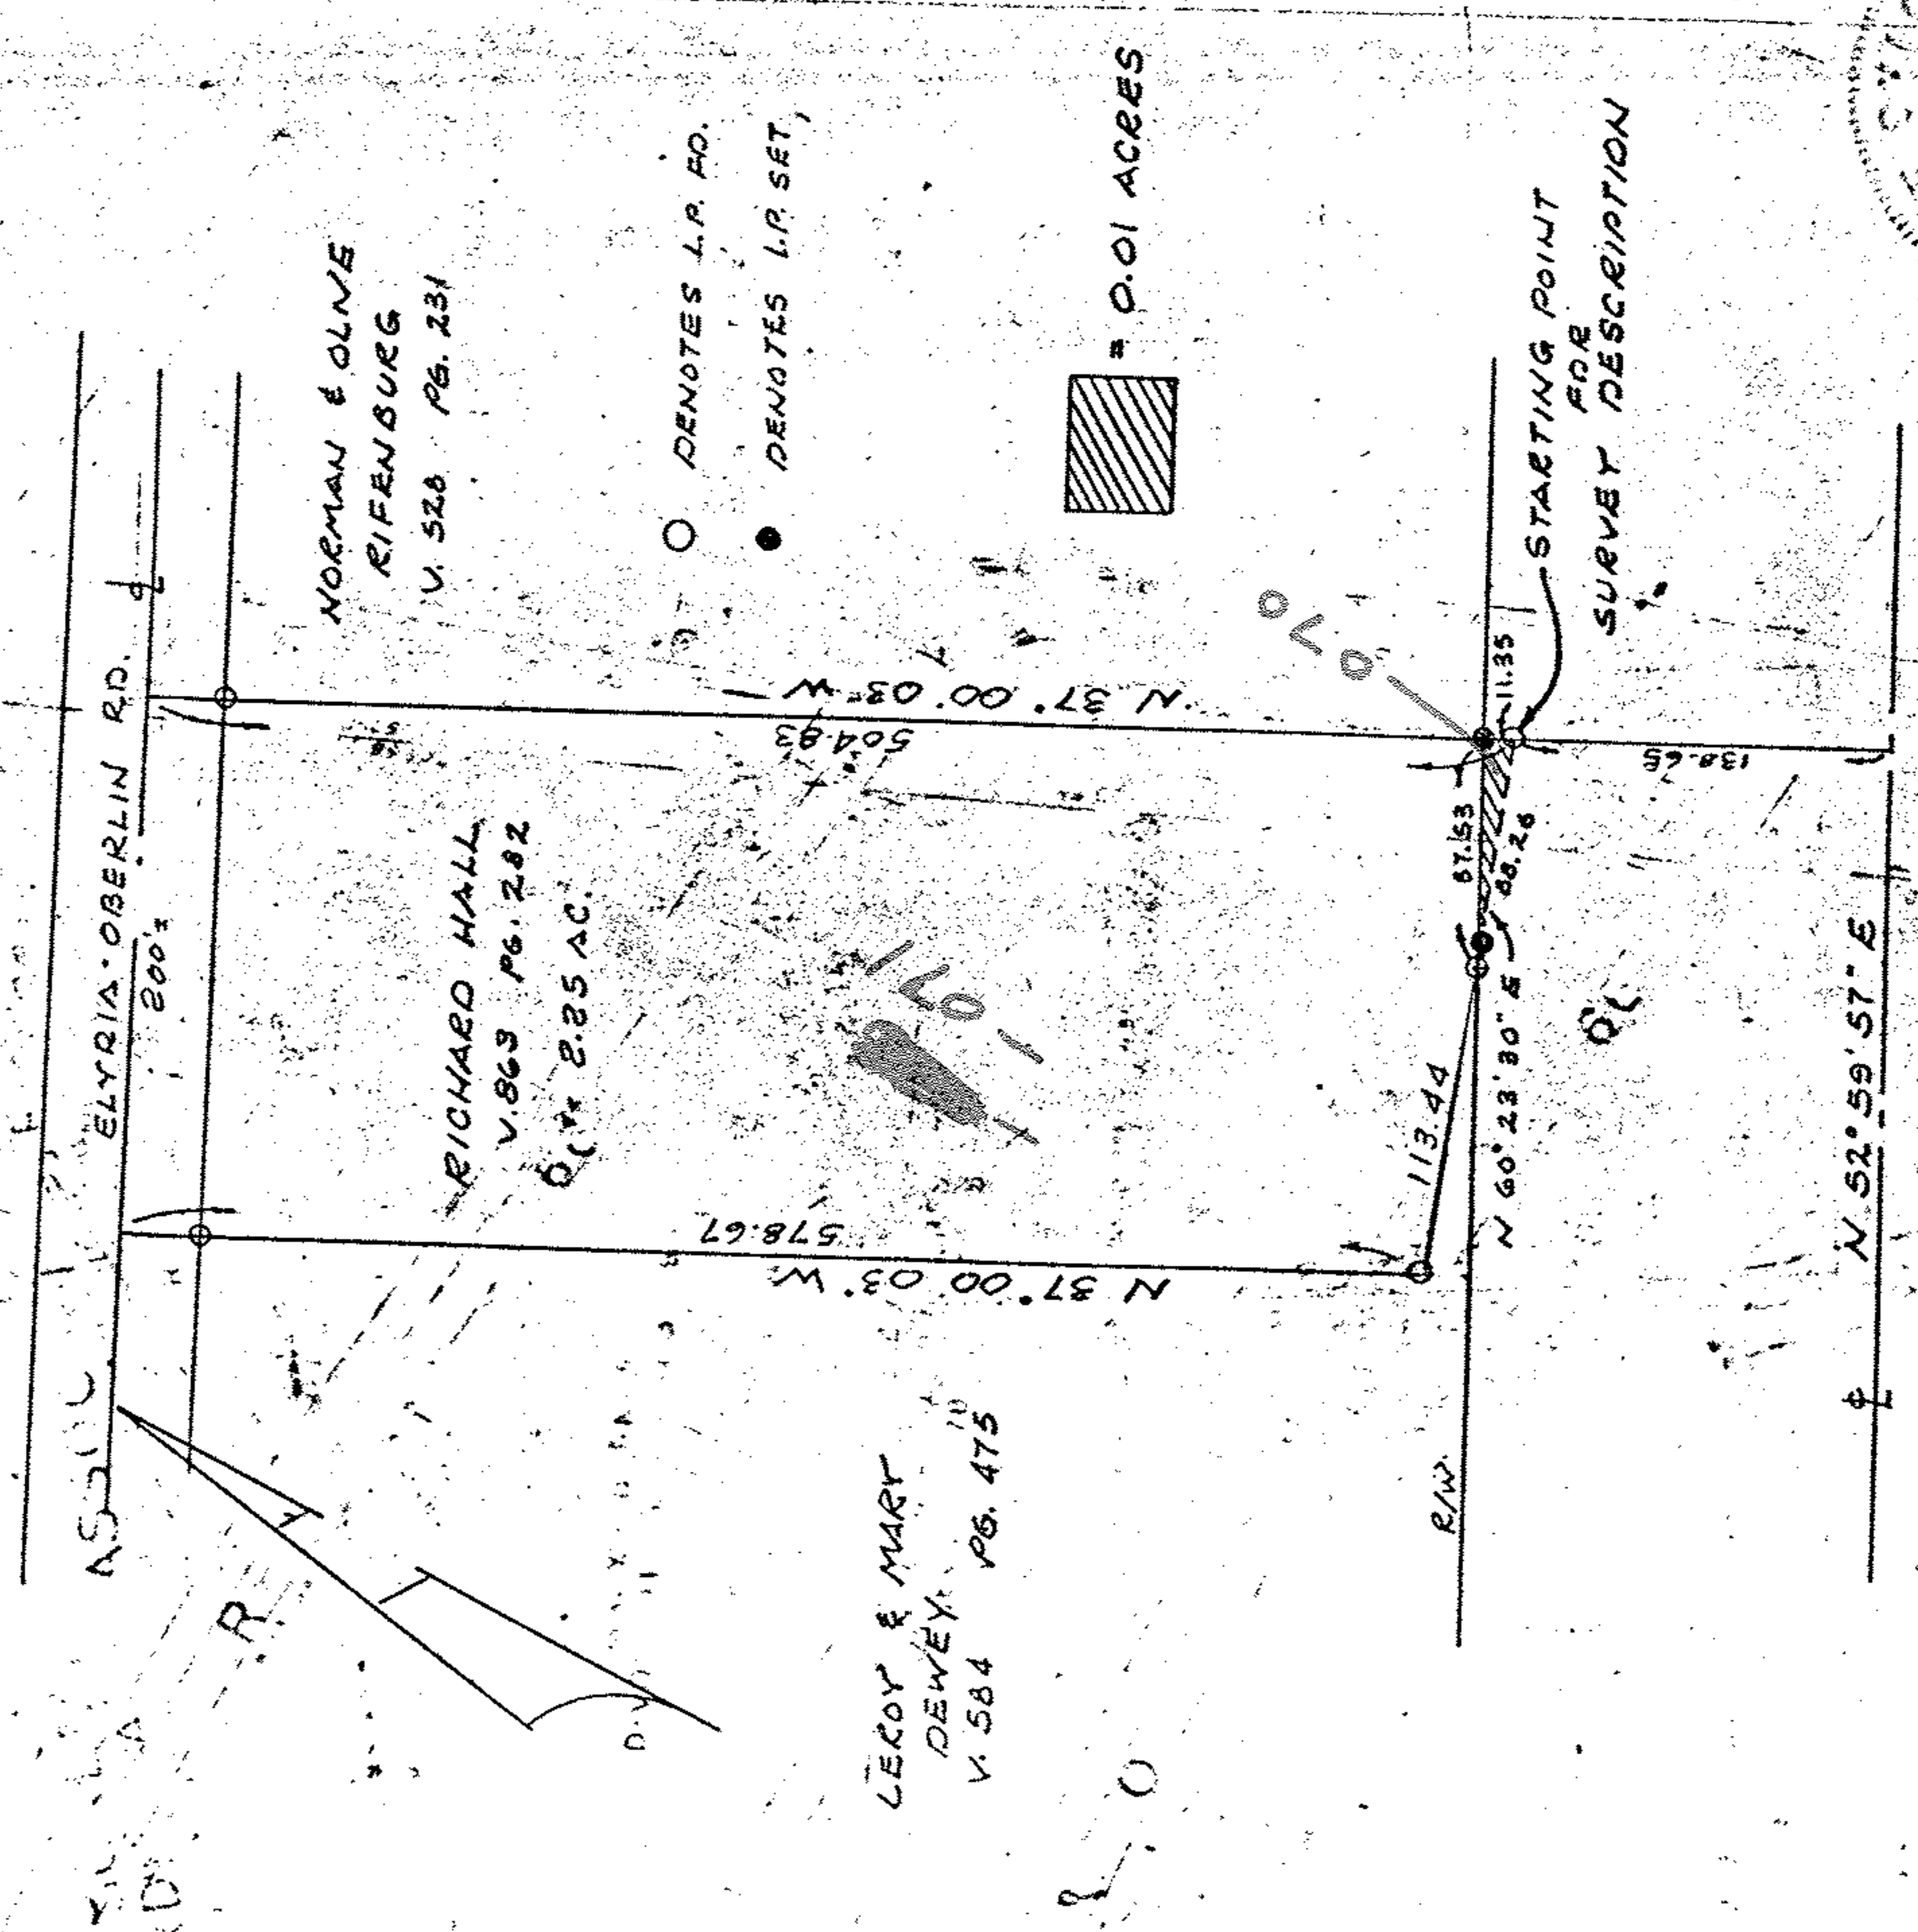 ELYRIA-OBERLIN RD.
200'±
NORMAN & OLIVE
RIFENBURG
V. 528 PG. 231
DENOTES I.P. FD.
DENOTES I.P. SET
= 0.01 ACRES
RICHARD HALL
V.863 PG. 282
2.25 AC.
N 37° 00' 03" W
504.83
N 37° 00' 03" W
578.67
071
070
LEROY & MARY
DEWEY
V. 584 PG. 475
R/W
113.44
87.53
88.26
11.35
N 60° 23' 30" E
138.65
STARTING POINT
FOR
SURVEY DESCRIPTION
N 52° 59' 57" E